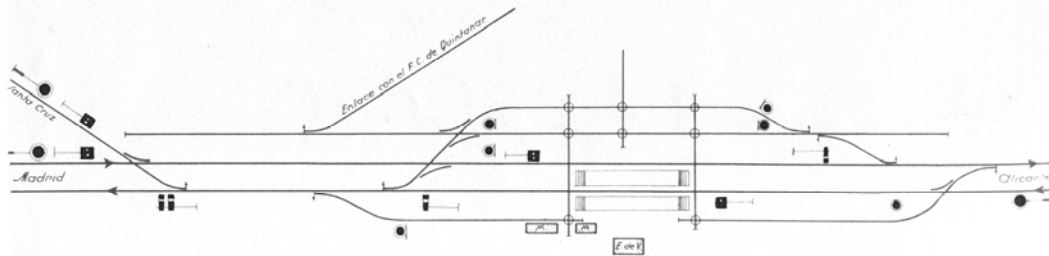 Enlace con el F.C. de Quintanar
Santa Cruz
Madrid
Alicante
M.
M.
E. de V.